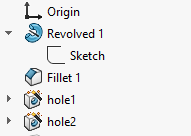 Origin
Revolved 1
Sketch
Fillet 1
hole1
hole2